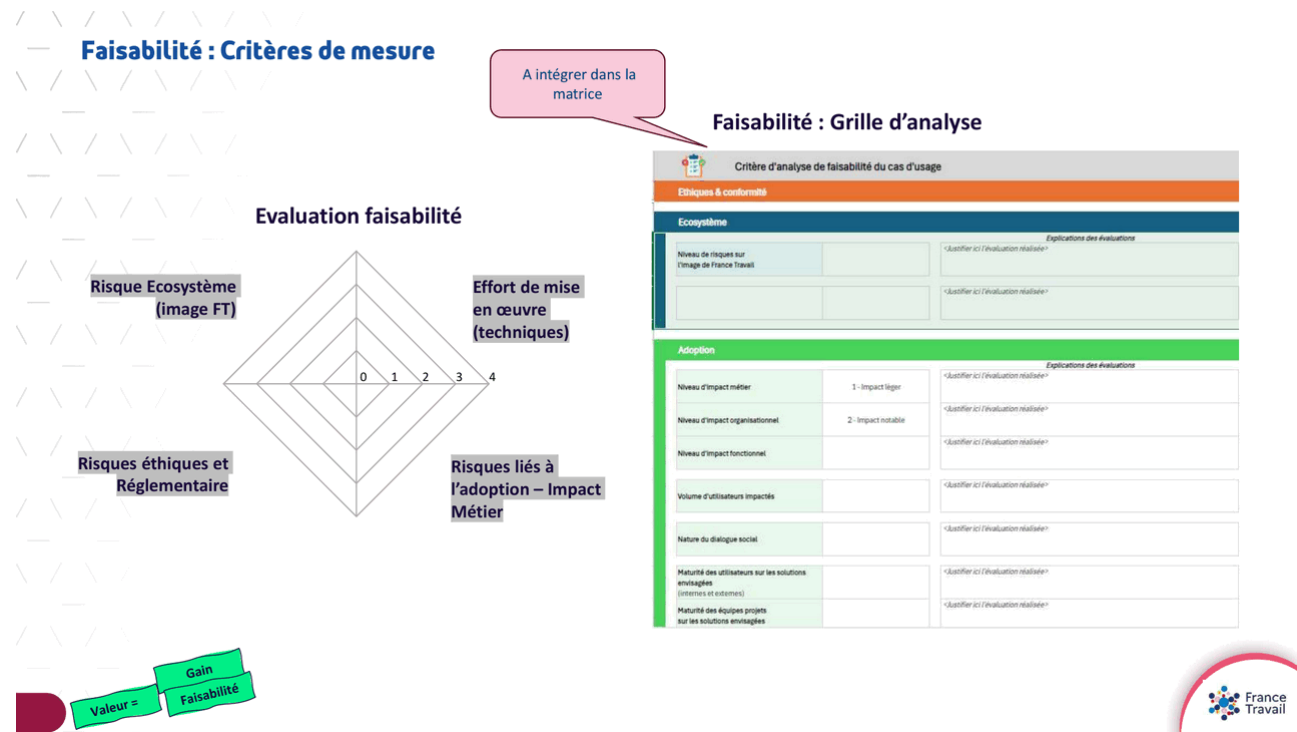 Faisabilité : Critères de mesure
A intégrer dans la
matrice
Faisabilité : Grille d'analyse
Evaluation faisabilité
Risque Ecosystème
(image FT)
Effort de mise
en œuvre
(techniques)
0 1 2 3 4
Risques éthiques et
Réglementaire
Risques liés à
l'adoption – Impact
Métier
Critère d'analyse de faisabilité du cas d'usage
Ethiques & conformité
Ecosystème
Explications des évaluations
Niveau de risques sur
l'image de France Travail
<Justifier ici l'évaluation réalisée>
<Justifier ici l'évaluation réalisée>
Adoption
Explications des évaluations
Niveau d'impact métier
1 - Impact léger
<Justifier ici l'évaluation réalisée>
Niveau d'impact organisationnel
2 - Impact notable
<Justifier ici l'évaluation réalisée>
Niveau d'impact fonctionnel
<Justifier ici l'évaluation réalisée>
Volume d'utilisateurs impactés
<Justifier ici l'évaluation réalisée>
Nature du dialogue social
<Justifier ici l'évaluation réalisée>
Maturité des utilisateurs sur les solutions
envisagées
(internes et externes)
<Justifier ici l'évaluation réalisée>
Maturité des équipes projets
sur les solutions envisagées
<Justifier ici l'évaluation réalisée>
Valeur =
Gain
Faisabilité
France
Travail